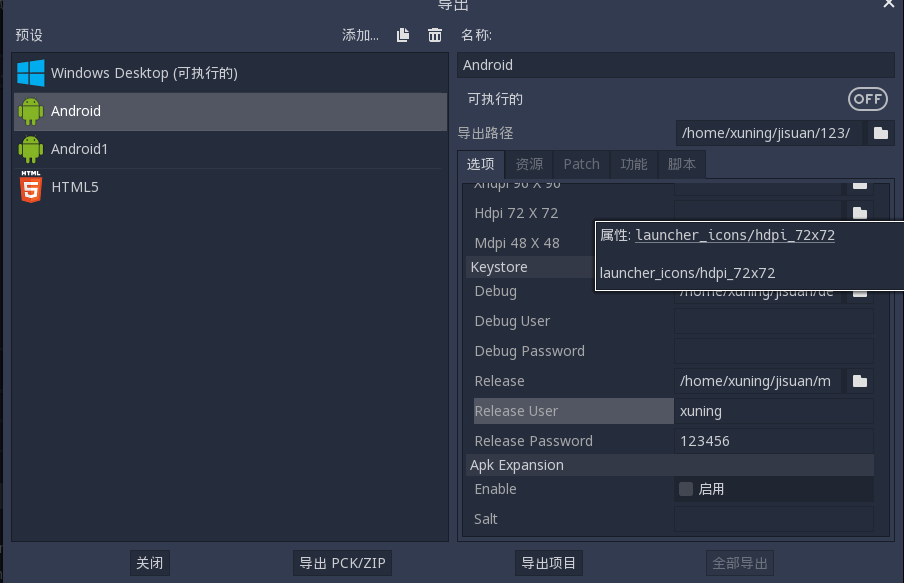 导出
预设
添加...
名称:
Windows Desktop (可执行的)
Android
Android1
HTML
HTML5
Android
可执行的
OFF
导出路径
/home/xuning/jisuan/123/
选项 资源 Patch 功能 脚本
Xhdpi 96 X 96
Hdpi 72 X 72
Mdpi 48 X 48
属性: launcher_icons/hdpi_72x72
launcher_icons/hdpi_72x72
Keystore
Debug /home/xuning/jisuan/de
Debug User
Debug Password
Release /home/xuning/jisuan/m
Release User xuning
Release Password 123456
Apk Expansion
Enable 启用
Salt
关闭 导出 PCK/ZIP 导出项目 全部导出